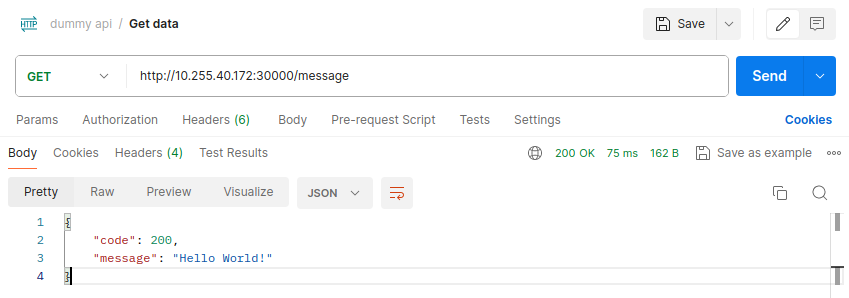 HTTP dummy api / Get data Save
GET http://10.255.40.172:30000/message Send
Params Authorization Headers (6) Body Pre-request Script Tests Settings Cookies
Body Cookies Headers (4) Test Results 200 OK 75 ms 162 B Save as example
Pretty Raw Preview Visualize JSON
1 {
2 "code": 200,
3 "message": "Hello World!"
4 }